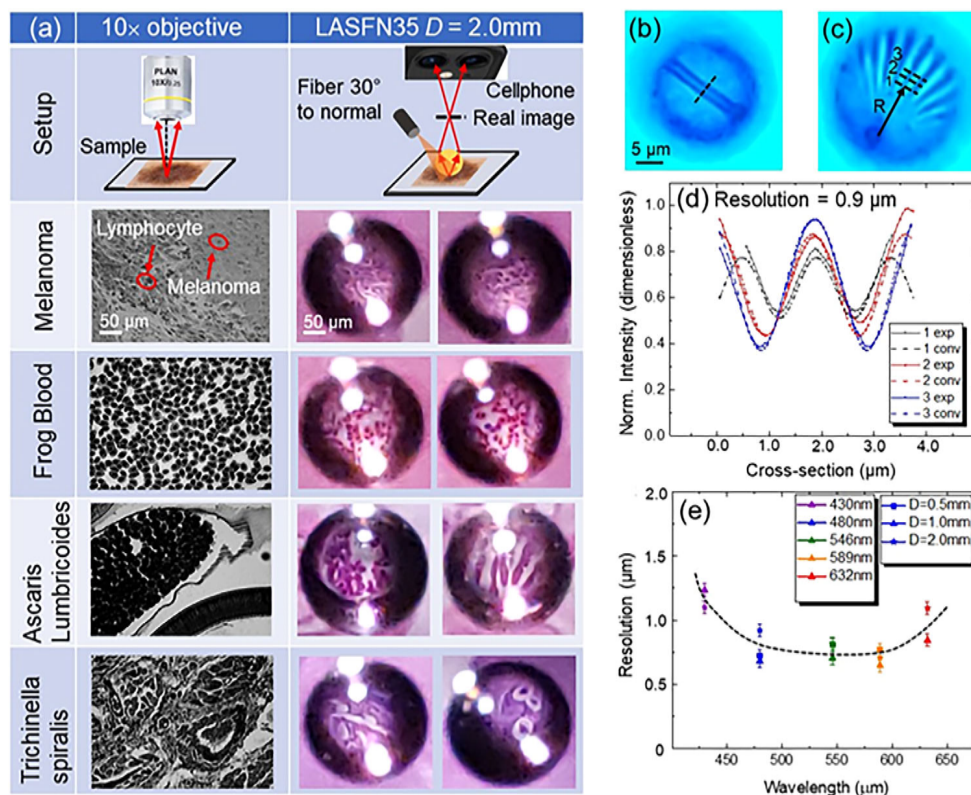 (a)
10× objective
LASFN35 D = 2.0mm
Setup
PLAN
10X/0.25
Sample
Fiber 30°
to normal
Cellphone
Real image
Melanoma
Lymphocyte
Melanoma
50 µm
50 µm
Frog Blood
Ascaris
Lumbricoides
Trichinella
spiralis
(b)
5 µm
(c)
3
2
1
R
(d)
Resolution = 0.9 µm
Norm. Intensity (dimensionless)
1.0
0.8
0.6
0.4
0.2
0.0
1 exp
1 conv
2 exp
2 conv
3 exp
3 conv
0.0
0.9
1.8
2.8
3.7
Cross-section (µm)
(e)
Resolution (µm)
2.0
1.5
1.0
0.5
0
430nm
480nm
546nm
589nm
632nm
D=0.5mm
D=1.0mm
D=2.0mm
450
500
550
600
650
Wavelength (µm)